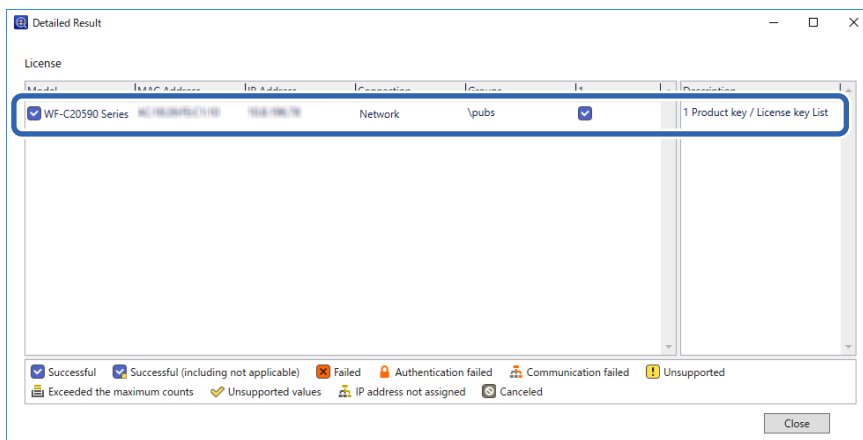 Detailed Result
License
Model MAC Address IP Address Connection Groups 1 Description
WF-C20590 Series Network \pubs 1 Product key / License key List
Successful Successful (including not applicable) Failed Authentication failed Communication failed Unsupported
Exceeded the maximum counts Unsupported values IP address not assigned Canceled
Close